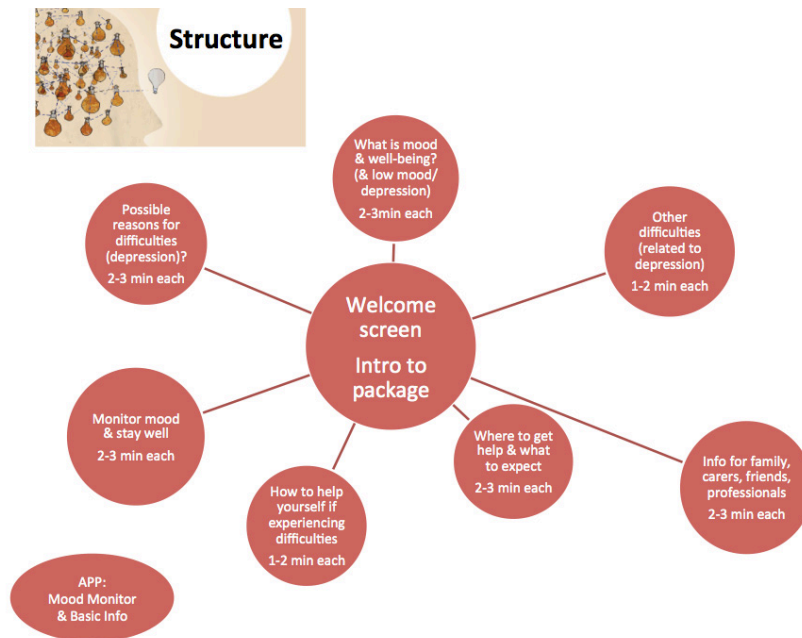 Structure
What is mood
& well-being?
(& low mood/
depression)
2-3min each
Possible
reasons for
difficulties
(depression)?
2-3 min each
Other
difficulties
(related to
depression)
1-2 min each
Welcome
screen
Intro to
package
Monitor mood
& stay well
2-3 min each
Where to get
help & what
to expect
2-3 min each
Info for family,
carers, friends,
professionals
2-3 min each
How to help
yourself if
experiencing
difficulties
1-2 min each
APP:
Mood Monitor
& Basic Info